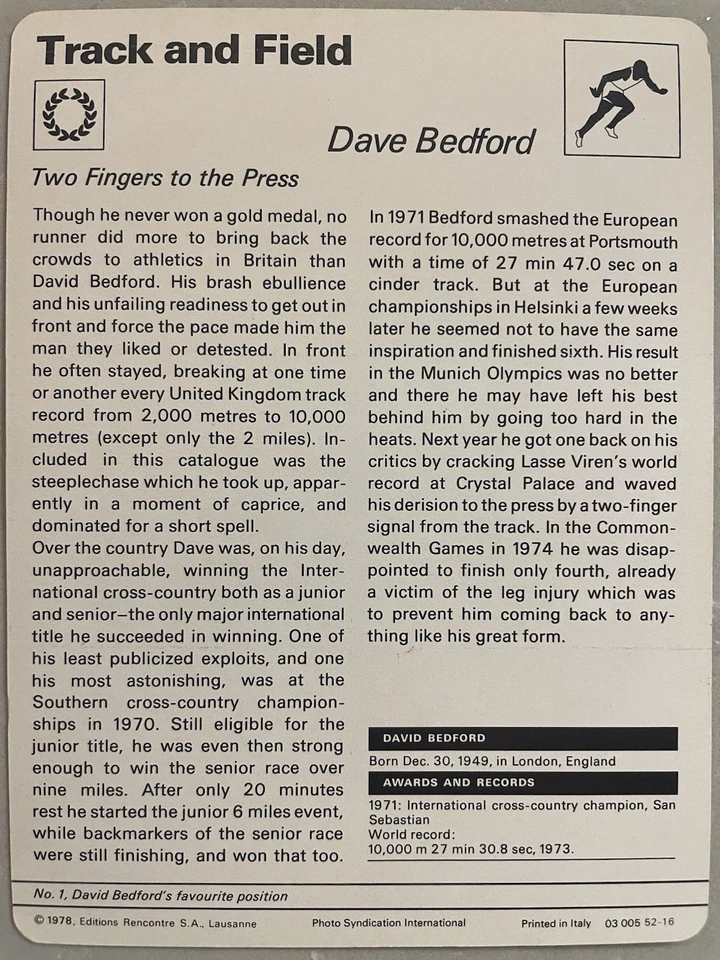 Track and Field
Dave Bedford
Two Fingers to the Press
Though he never won a gold medal, no
runner did more to bring back the
crowds to athletics in Britain than
David Bedford. His brash ebullience
and his unfailing readiness to get out in
front and force the pace made him the
man they liked or detested. In front
he often stayed, breaking at one time
or another every United Kingdom track
record from 2,000 metres to 10,000
metres (except only the 2 miles). In-
cluded in this catalogue was the
steeplechase which he took up, appar-
ently in a moment of caprice, and
dominated for a short spell.
Over the country Dave was, on his day,
unapproachable, winning the Inter-
national cross-country both as a junior
and senior—the only major international
title he succeeded in winning. One of
his least publicized exploits, and one
his most astonishing, was at the
Southern cross-country champion-
ships in 1970. Still eligible for the
junior title, he was even then strong
enough to win the senior race over
nine miles. After only 20 minutes
rest he started the junior 6 miles event,
while backmarkers of the senior race
were still finishing, and won that too.
In 1971 Bedford smashed the European
record for 10,000 metres at Portsmouth
with a time of 27 min 47.0 sec on a
cinder track. But at the European
championships in Helsinki a few weeks
later he seemed not to have the same
inspiration and finished sixth. His result
in the Munich Olympics was no better
and there he may have left his best
behind him by going too hard in the
heats. Next year he got one back on his
critics by cracking Lasse Viren's world
record at Crystal Palace and waved
his derision to the press by a two-finger
signal from the track. In the Common-
wealth Games in 1974 he was disap-
pointed to finish only fourth, already
a victim of the leg injury which was
to prevent him coming back to any-
thing like his great form.
DAVID BEDFORD
Born Dec. 30, 1949, in London, England
AWARDS AND RECORDS
1971: International cross-country champion, San
Sebastian
World record:
10,000 m 27 min 30.8 sec, 1973.
No. 1, David Bedford's favourite position
© 1978, Editions Rencontre S.A., Lausanne Photo Syndication International Printed in Italy 03 005 52-16